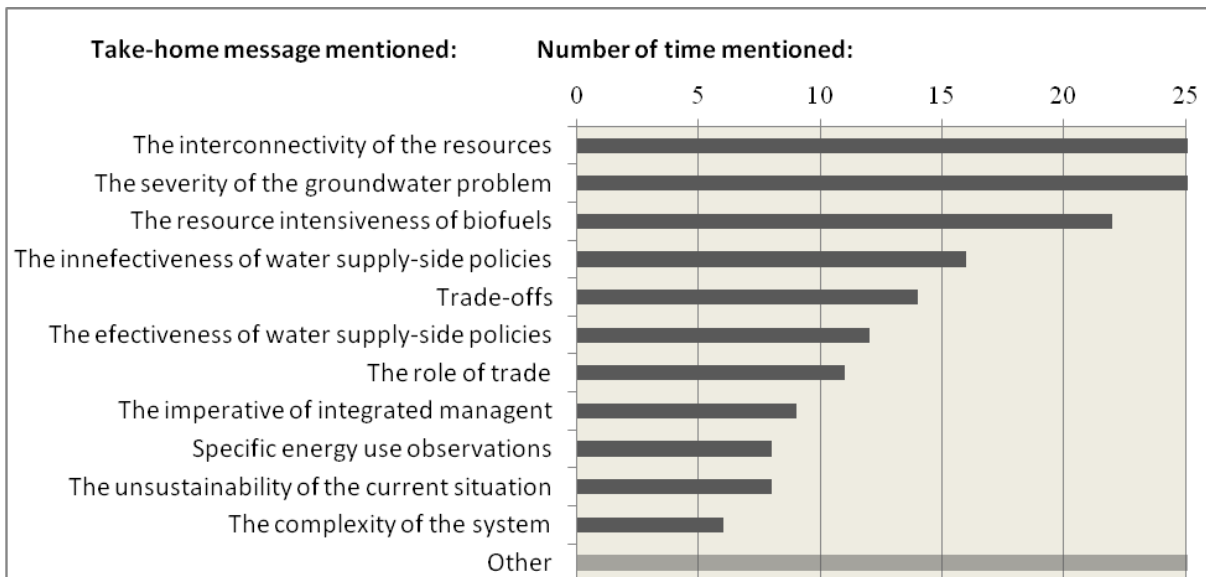 Take-home message mentioned: Number of time mentioned:
0 5 10 15 20 25
The interconnectivity of the resources
The severity of the groundwater problem
The resource intensiveness of biofuels
The innefectiveness of water supply-side policies
Trade-offs
The efectiveness of water supply-side policies
The role of trade
The imperative of integrated managent
Specific energy use observations
The unsustainability of the current situation
The complexity of the system
Other